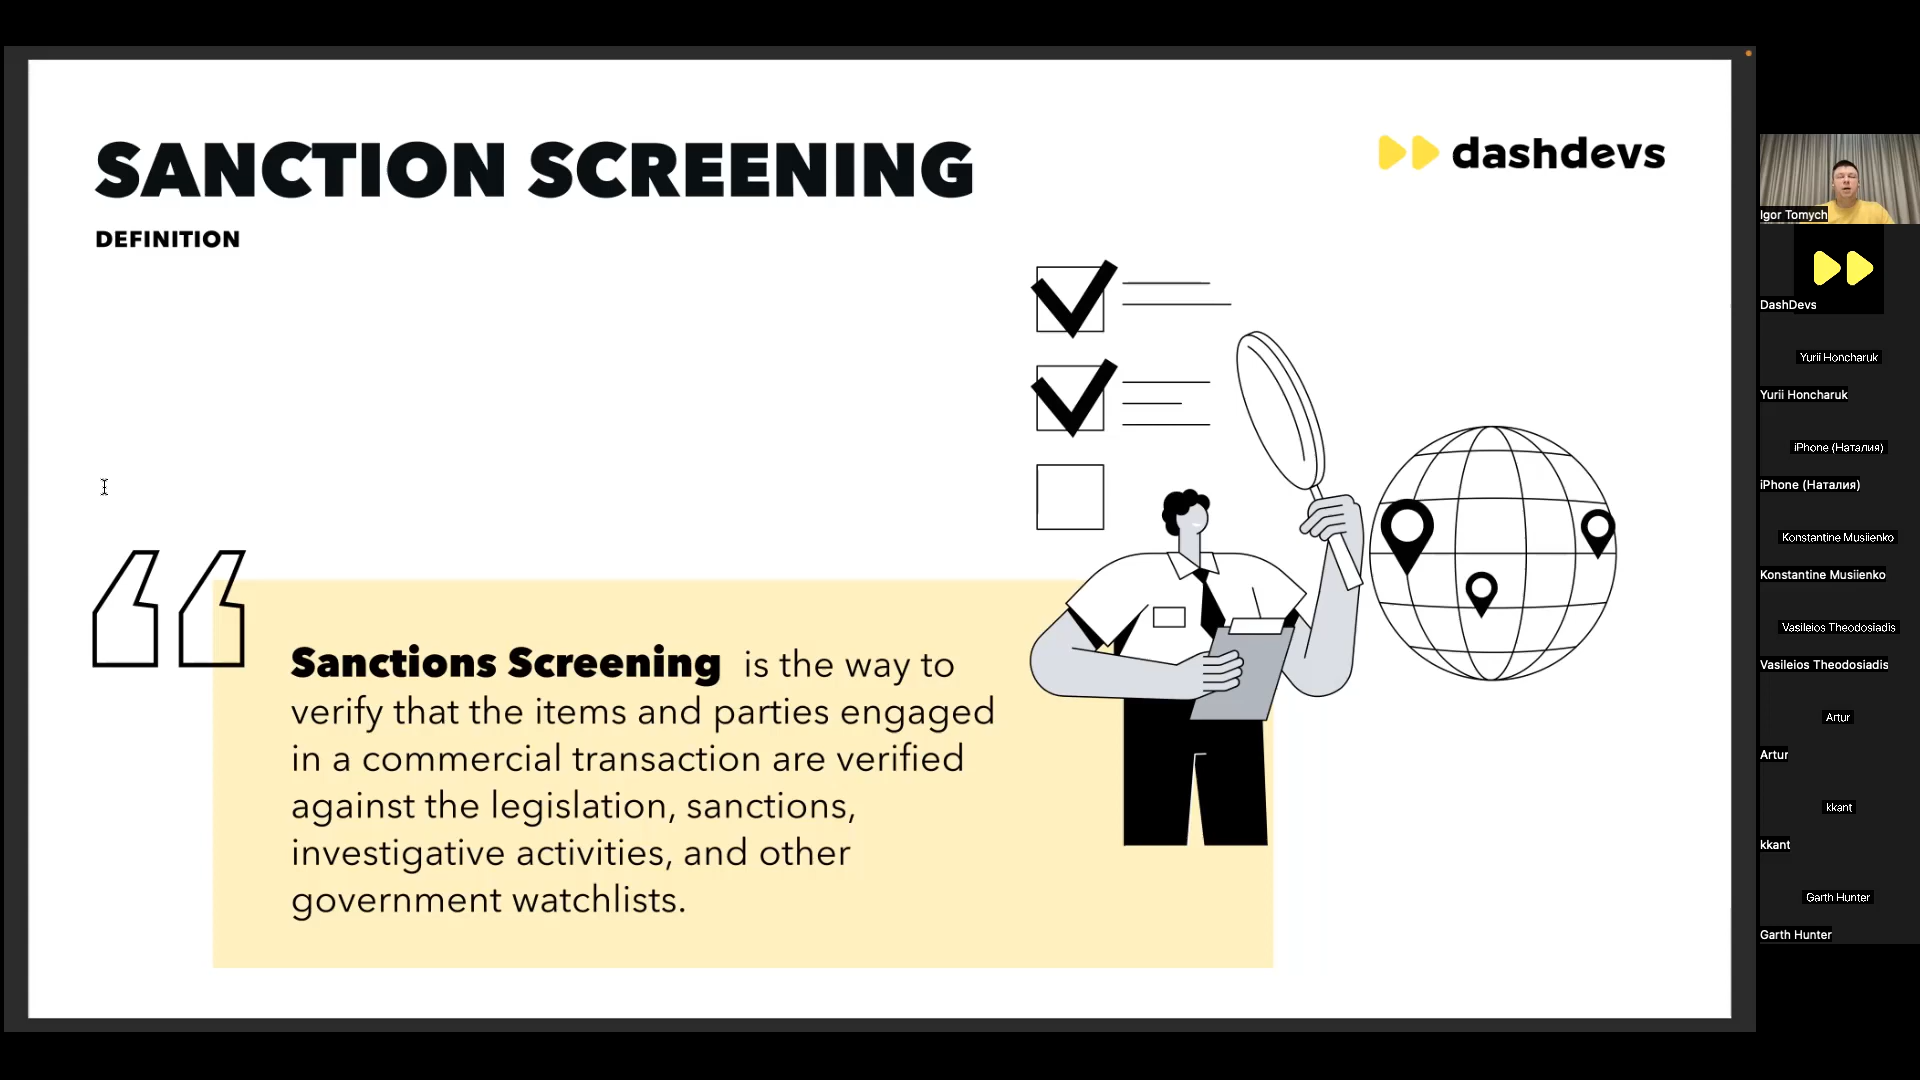 SANCTION SCREENING
DEFINITION
dashdevs
Sanctions Screening is the way to
verify that the items and parties engaged
in a commercial transaction are verified
against the legislation, sanctions,
investigative activities, and other
government watchlists.
Igor Tomych
DashDevs
Yurii Honcharuk
Yurii Honcharuk
iPhone (Наталия)
iPhone (Наталия)
Konstantine Musiienko
Konstantine Musiienko
Vasileios Theodosiadis
Vasileios Theodosiadis
Artur
Artur
kkant
kkant
Garth Hunter
Garth Hunter